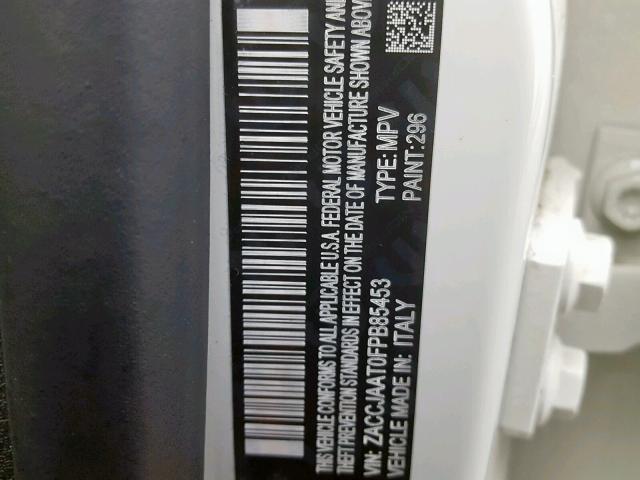 THIS VEHICLE CONFORMS TO ALL APPLICABLE U.S.A. FEDERAL MOTOR VEHICLE SAFETY AND
THEFT PREVENTION STANDARDS IN EFFECT ON THE DATE OF MANUFACTURE SHOWN ABOVE
VIN: ZACCJAAT0FPB85453 TYPE: MPV
VEHICLE MADE IN: ITALY PAINT: 296